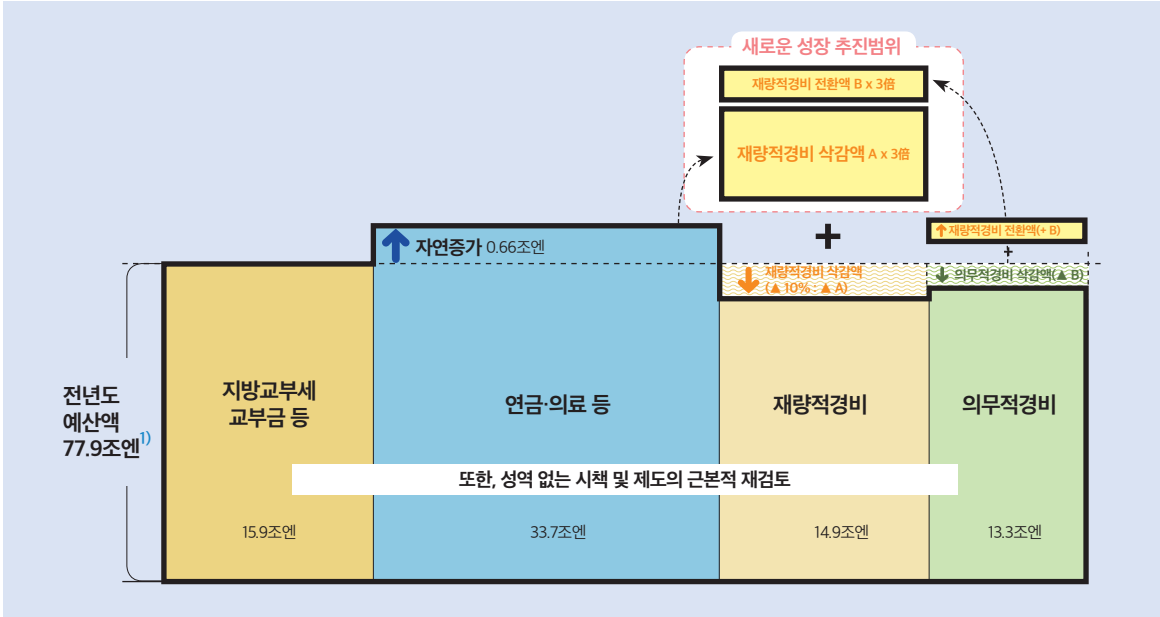 새로운 성장 추진범위
재량적경비 전환액 B x 3倍
재량적경비 삭감액 A x 3倍
+
↑재량적경비 전환액(+ B)
+
자연증가 0.66조엔
재량적경비 삭감액
(▲ 10% : ▲ A)
의무적경비 삭감액(▲ B)
전년도
예산액
77.9조엔1)
지방교부세
교부금 등
연금·의료 등
재량적경비
의무적경비
또한, 성역 없는 시책 및 제도의 근본적 재검토
15.9조엔
33.7조엔
14.9조엔
13.3조엔